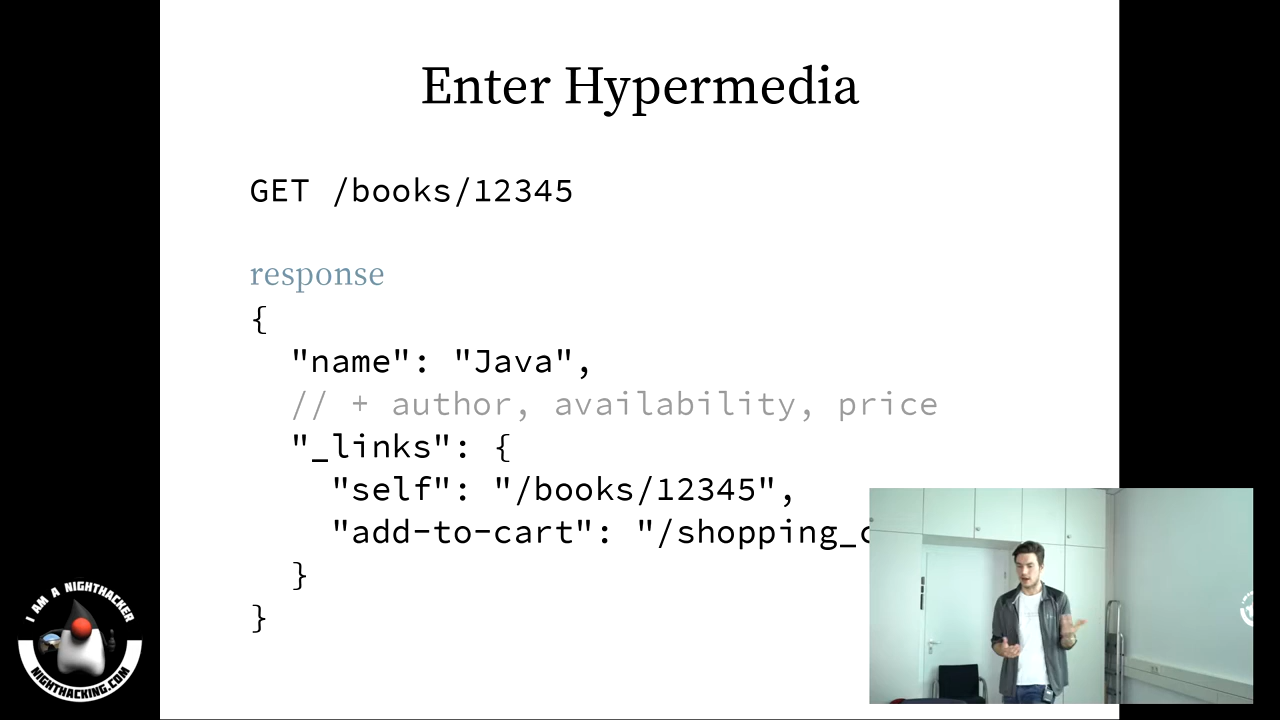 Enter Hypermedia
GET /books/12345
response
{
"name": "Java",
// + author, availability, price
"_links": {
"self": "/books/12345",
"add-to-cart": "/shopping_c
}
}
I AM A NIGHTHACKER
NIGHTHACKING.COM